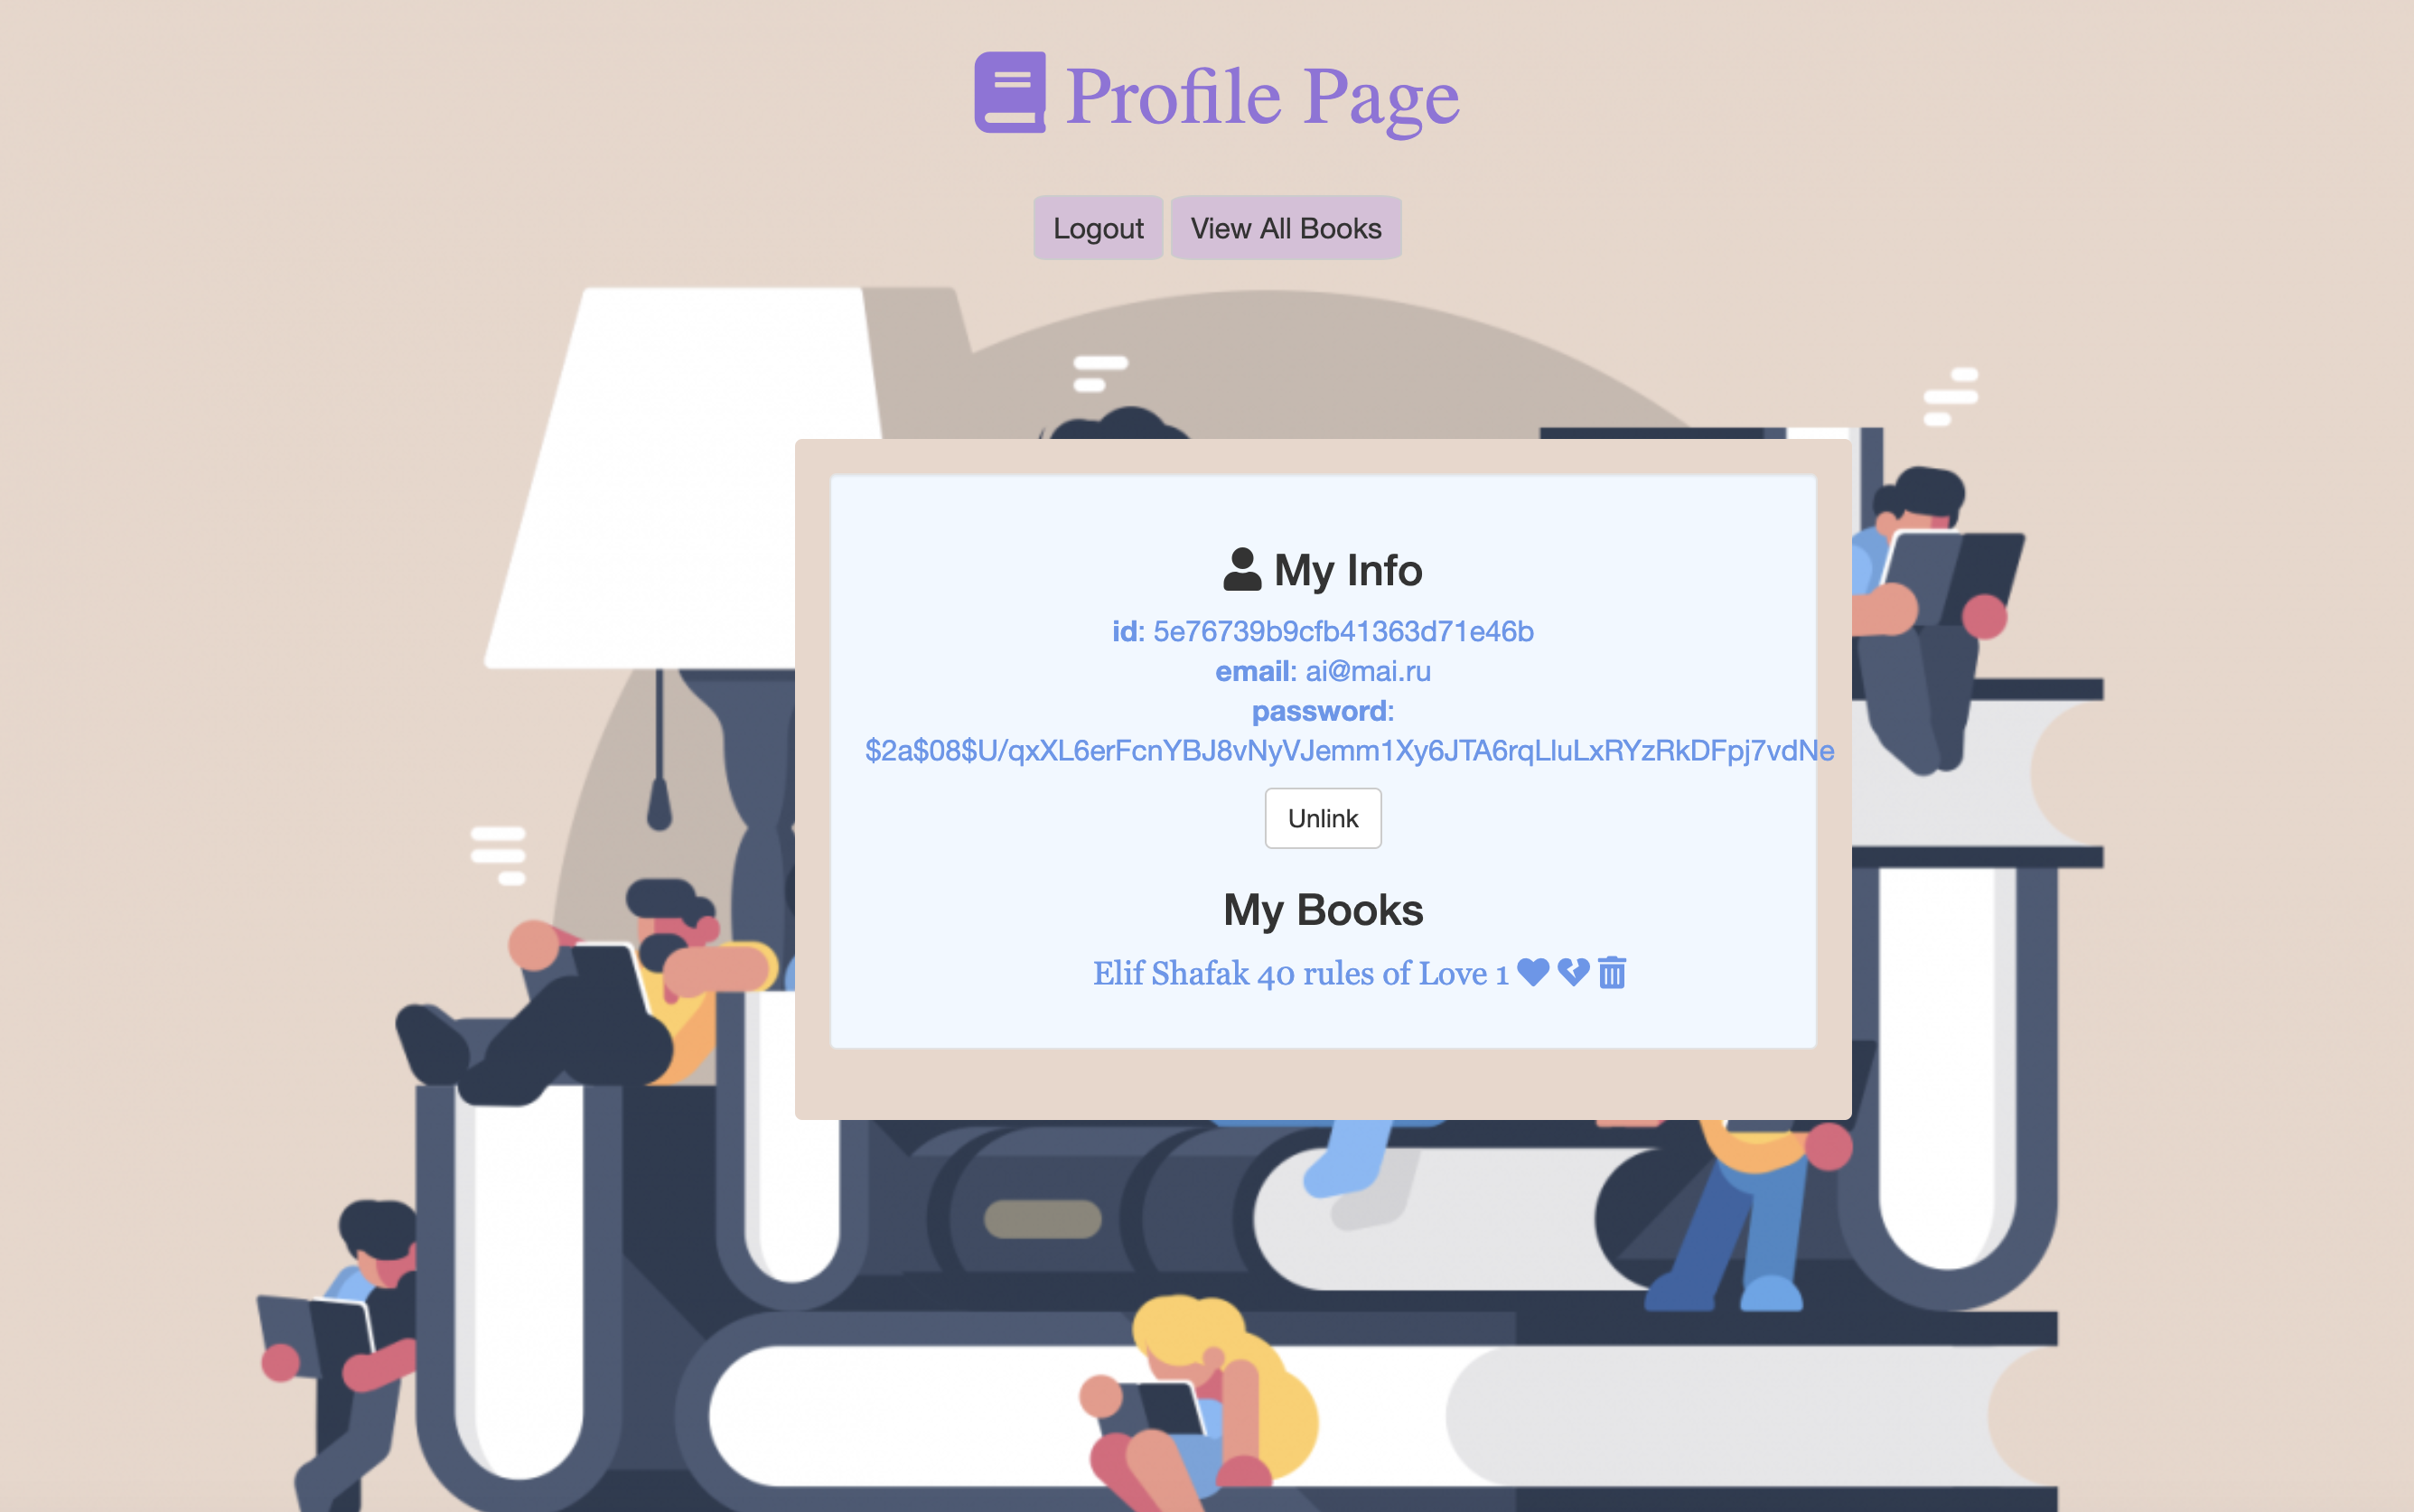 Profile Page
Logout View All Books
My Info
id: 5e76739b9cfb41363d71e46b
email: ai@mai.ru
password:
$2a$08$U/qxXL6erFcnYBJ8vNyVJemm1Xy6JTA6rqLluLxRYzRkDFpj7vdNe
Unlink
My Books
Elif Shafak 40 rules of Love 1